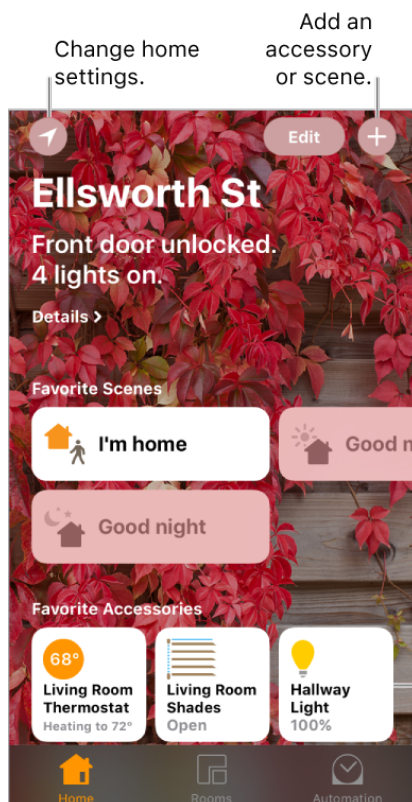 Change home
settings.
Add an
accessory
or scene.
Edit
Ellsworth St
Front door unlocked.
4 lights on.
Details >
Favorite Scenes
I'm home
Good n
Good night
Favorite Accessories
68°
Living Room
Thermostat
Heating to 72°
Living Room
Shades
Open
Hallway
Light
100%
Home
Rooms
Automation